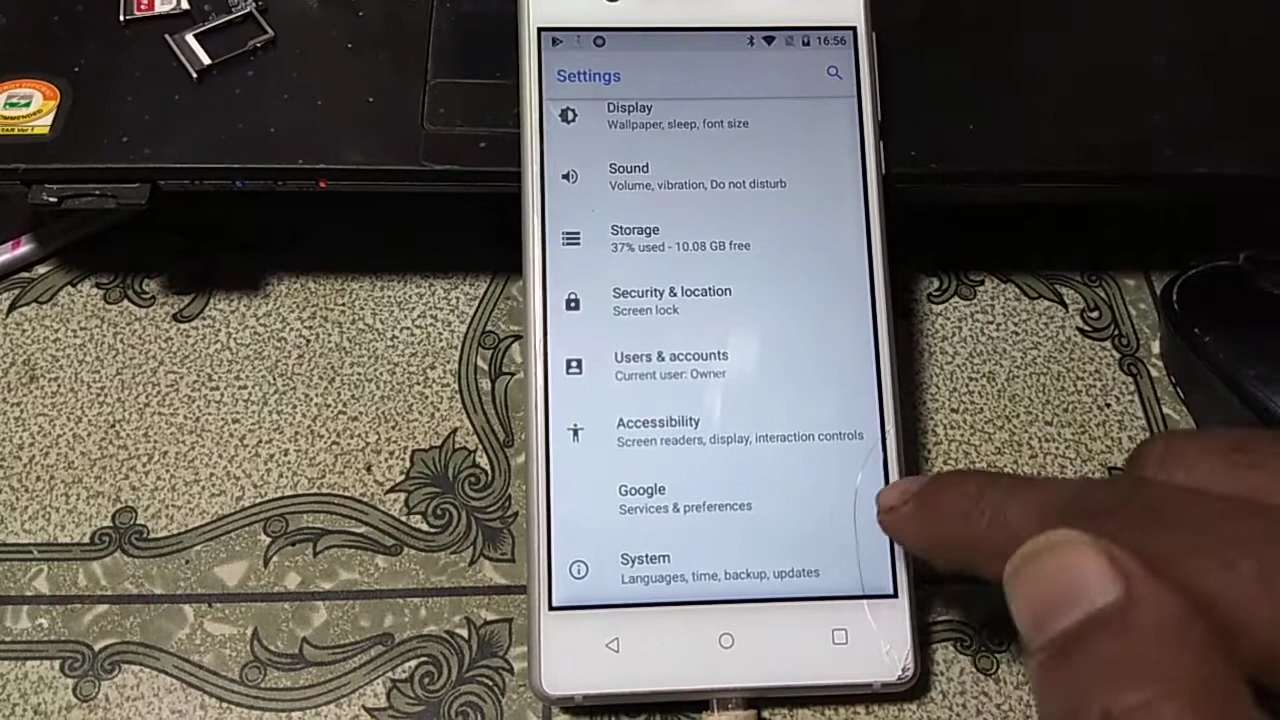 16:56
Settings
Display
Wallpaper, sleep, font size
Sound
Volume, vibration, Do not disturb
Storage
37% used - 10.08 GB free
Security & location
Screen lock
Users & accounts
Current user: Owner
Accessibility
Screen readers, display, interaction controls
Google
Services & preferences
System
Languages, time, backup, updates